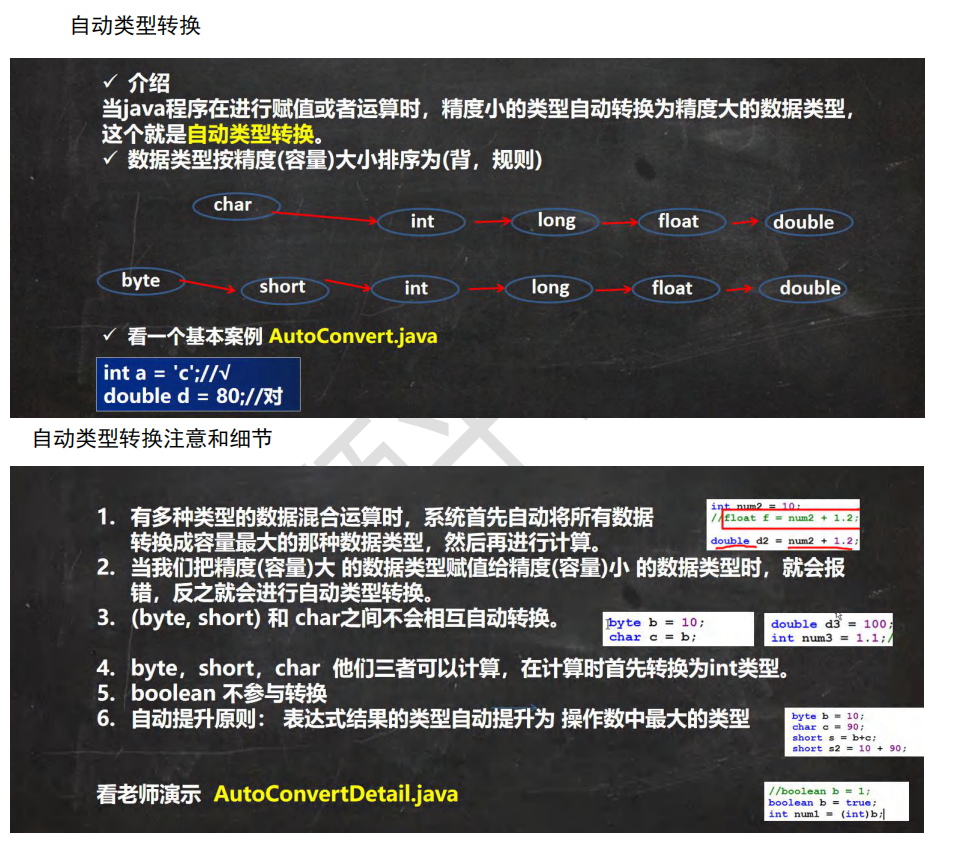 自动类型转换
✓ 介绍
当java程序在进行赋值或者运算时，精度小的类型自动转换为精度大的数据类型，
这个就是自动类型转换。
✓ 数据类型按精度(容量)大小排序为(背，规则)
char
int
long
float
double
byte
short
int
long
float
double
✓ 看一个基本案例 AutoConvert.java
int a = 'c';//√
double d = 80;//对
自动类型转换注意和细节
1. 有多种类型的数据混合运算时，系统首先自动将所有数据
转换成容量最大的那种数据类型，然后再进行计算。
int num2 = 10;
//float f = num2 + 1.2;
double d2 = num2 + 1.2;
2. 当我们把精度(容量)大 的数据类型赋值给精度(容量)小 的数据类型时，就会报
错，反之就会进行自动类型转换。
3. (byte, short) 和 char之间不会相互自动转换。
byte b = 10;
char c = b;
double d3 = 100;
int num3 = 1.1;/
4. byte，short，char 他们三者可以计算，在计算时首先转换为int类型。
5. boolean 不参与转换
6. 自动提升原则： 表达式结果的类型自动提升为 操作数中最大的类型
byte b = 10;
char c = 90;
short s = b+c;
short s2 = 10 + 90;
看老师演示 AutoConvertDetail.java
//boolean b = 1;
boolean b = true;
int num1 = (int)b;